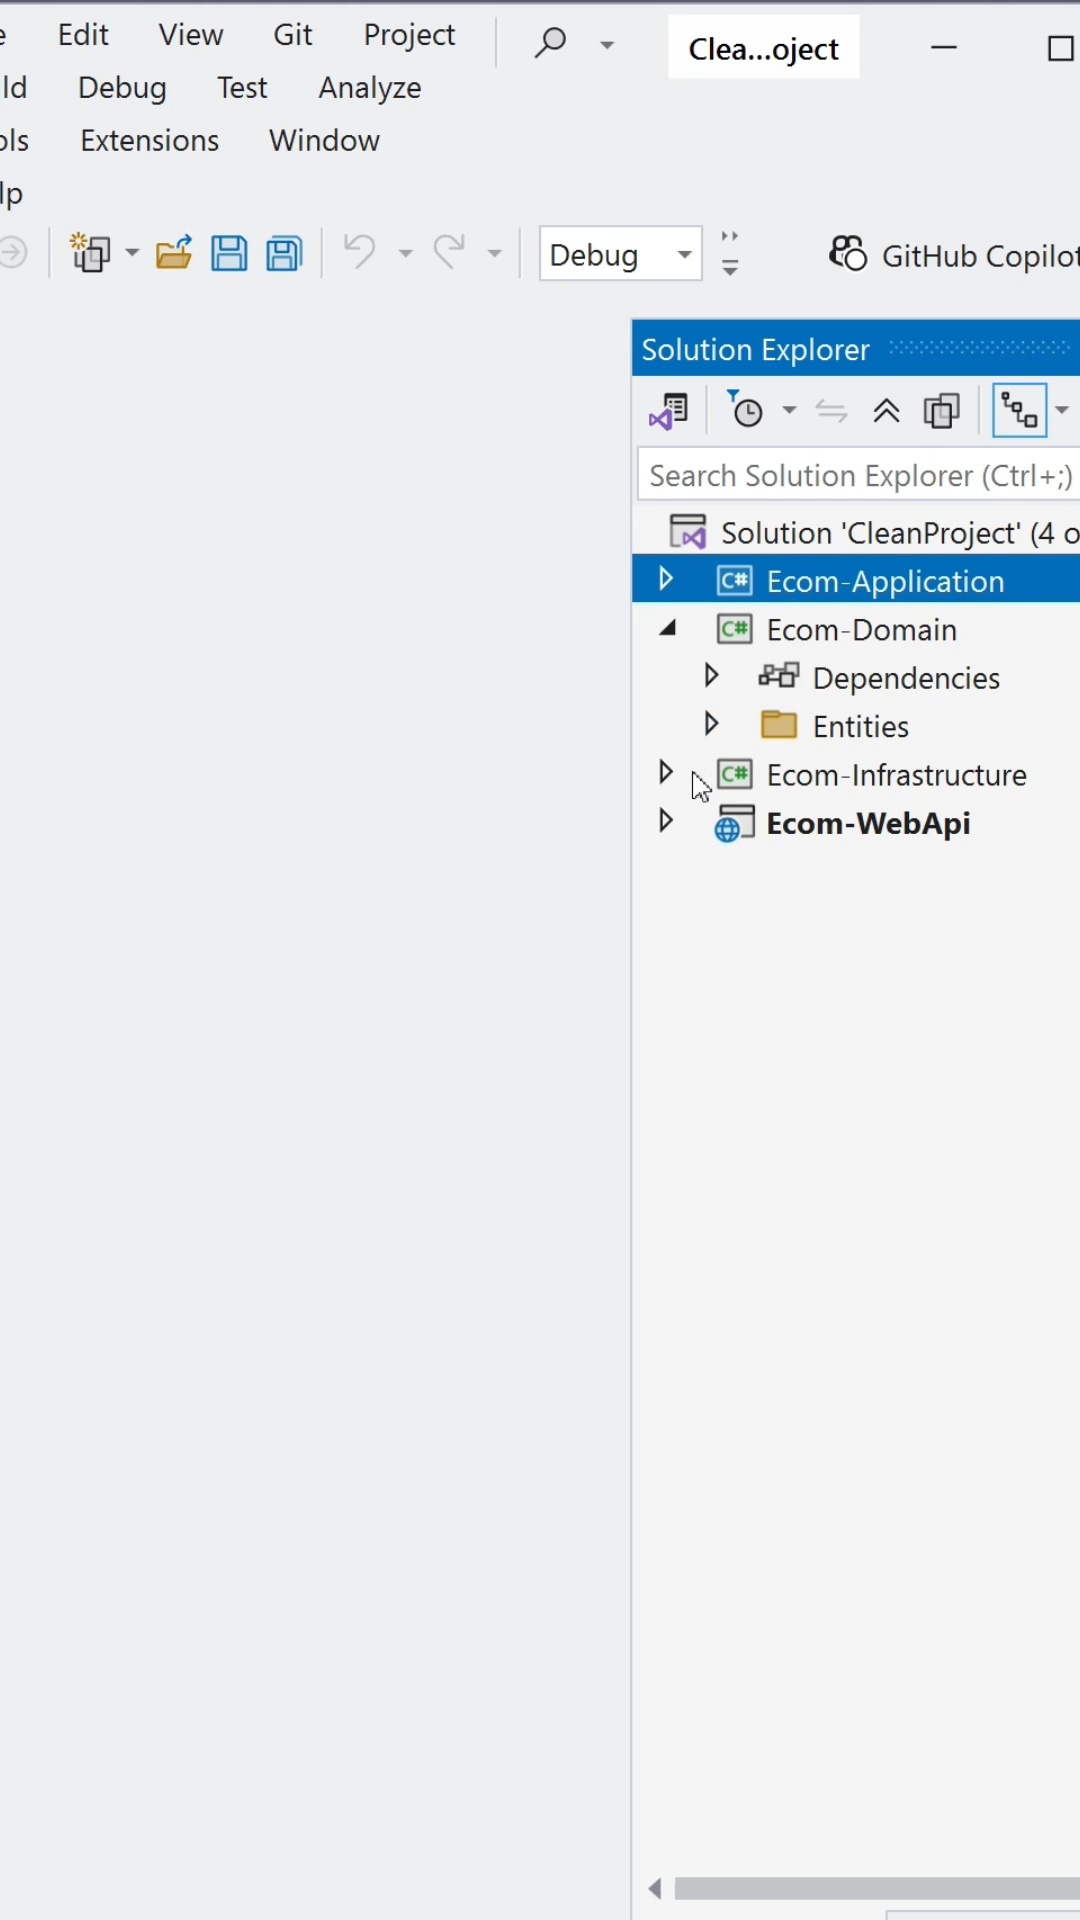 e Edit View Git Project Clea...oject
ld Debug Test Analyze
ols Extensions Window
lp
Debug GitHub Copilot
Solution Explorer
Search Solution Explorer (Ctrl+;)
Solution 'CleanProject' (4 o
C# Ecom-Application
C# Ecom-Domain
Dependencies
Entities
C# Ecom-Infrastructure
Ecom-WebApi